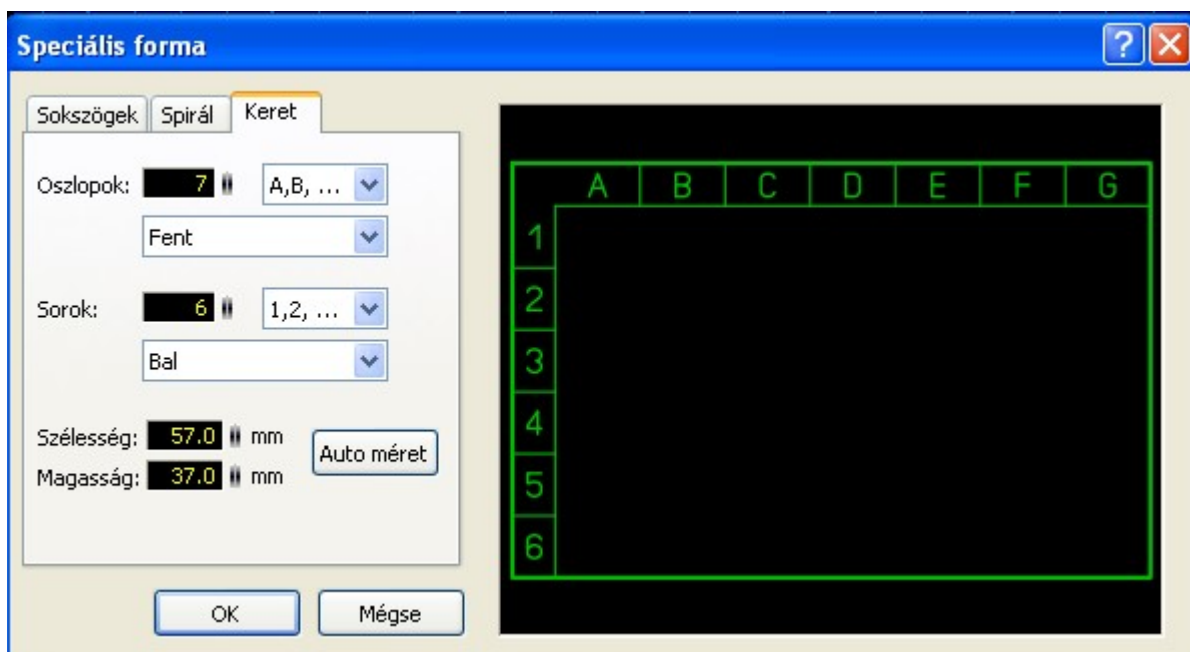 Speciális forma
Sokszögek Spirál Keret
Oszlopok: 7 A,B, ...
Fent
Sorok: 6 1,2, ...
Bal
Szélesség: 57.0 mm
Magasság: 37.0 mm
Auto méret
OK Mégse
A B C D E F G
1
2
3
4
5
6